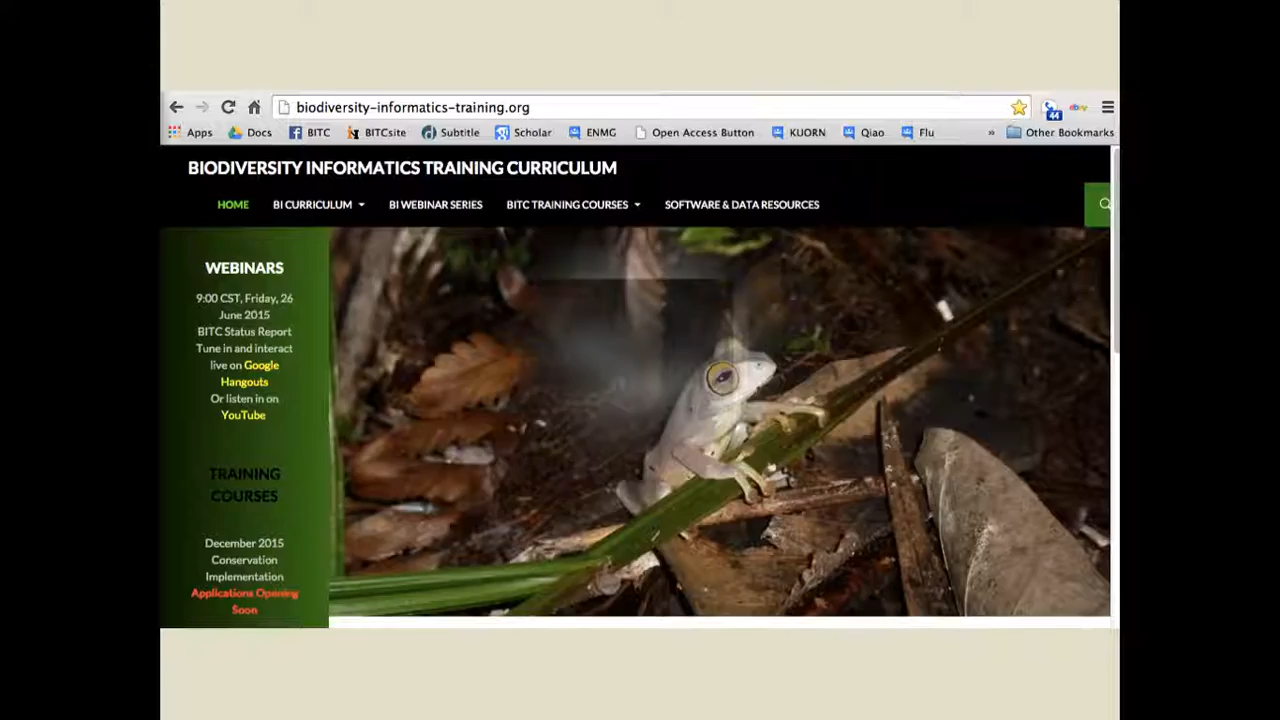 biodiversity-informatics-training.org
44
ebay
Apps Docs BITC BITCsite Subtitle Scholar ENMG Open Access Button KUORN Qiao Flu » Other Bookmarks
BIODIVERSITY INFORMATICS TRAINING CURRICULUM
HOME BI CURRICULUM BI WEBINAR SERIES BITC TRAINING COURSES SOFTWARE & DATA RESOURCES
WEBINARS
9:00 CST, Friday, 26
June 2015
BITC Status Report
Tune in and interact
live on Google
Hangouts
Or listen in on
YouTube
TRAINING
COURSES
December 2015
Conservation
Implementation
Applications Opening
Soon